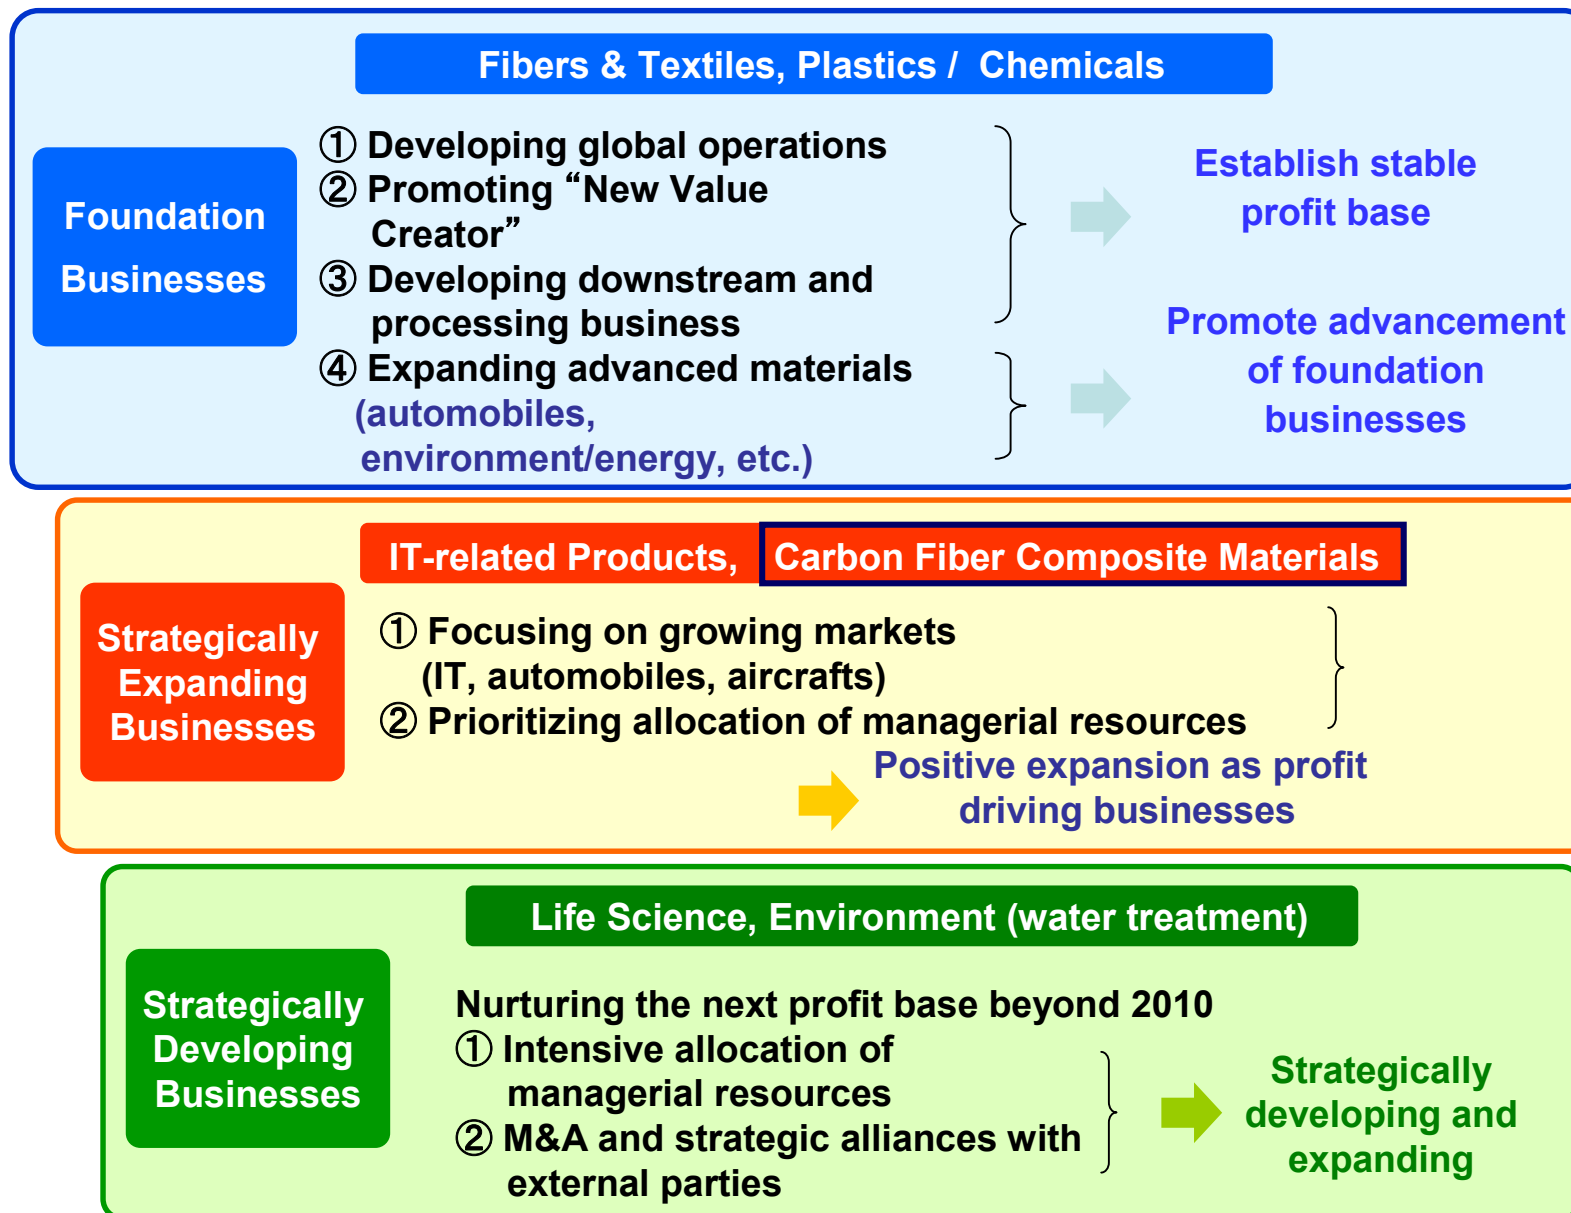 Fibers & Textiles, Plastics / Chemicals
Foundation
Businesses
① Developing global operations
② Promoting “New Value
Creator”
③ Developing downstream and
processing business
④ Expanding advanced materials
(automobiles,
environment/energy, etc.)
Establish stable
profit base
Promote advancement
of foundation
businesses
IT-related Products, Carbon Fiber Composite Materials
Strategically
Expanding
Businesses
① Focusing on growing markets
(IT, automobiles, aircrafts)
② Prioritizing allocation of managerial resources
Positive expansion as profit
driving businesses
Life Science, Environment (water treatment)
Strategically
Developing
Businesses
Nurturing the next profit base beyond 2010
① Intensive allocation of
managerial resources
② M&A and strategic alliances with
external parties
Strategically
developing and
expanding